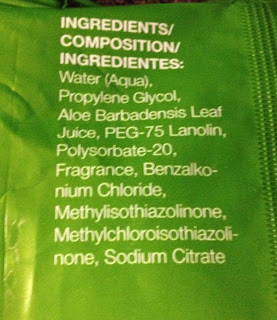 INGREDIENTS/
COMPOSITION/
INGREDIENTES:
Water (Aqua),
Propylene Glycol,
Aloe Barbadensis Leaf
Juice, PEG-75 Lanolin,
Polysorbate-20,
Fragrance, Benzalko-
nium Chloride,
Methylisothiazolinone,
Methylchloroisothiazoli-
none, Sodium Citrate